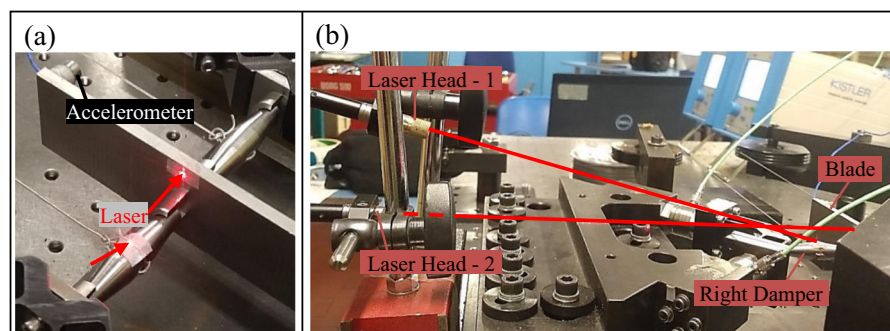 (a)
Accelerometer
Laser
(b)
Laser Head - 1
KISTLER
Blade
Laser Head - 2
Right Damper